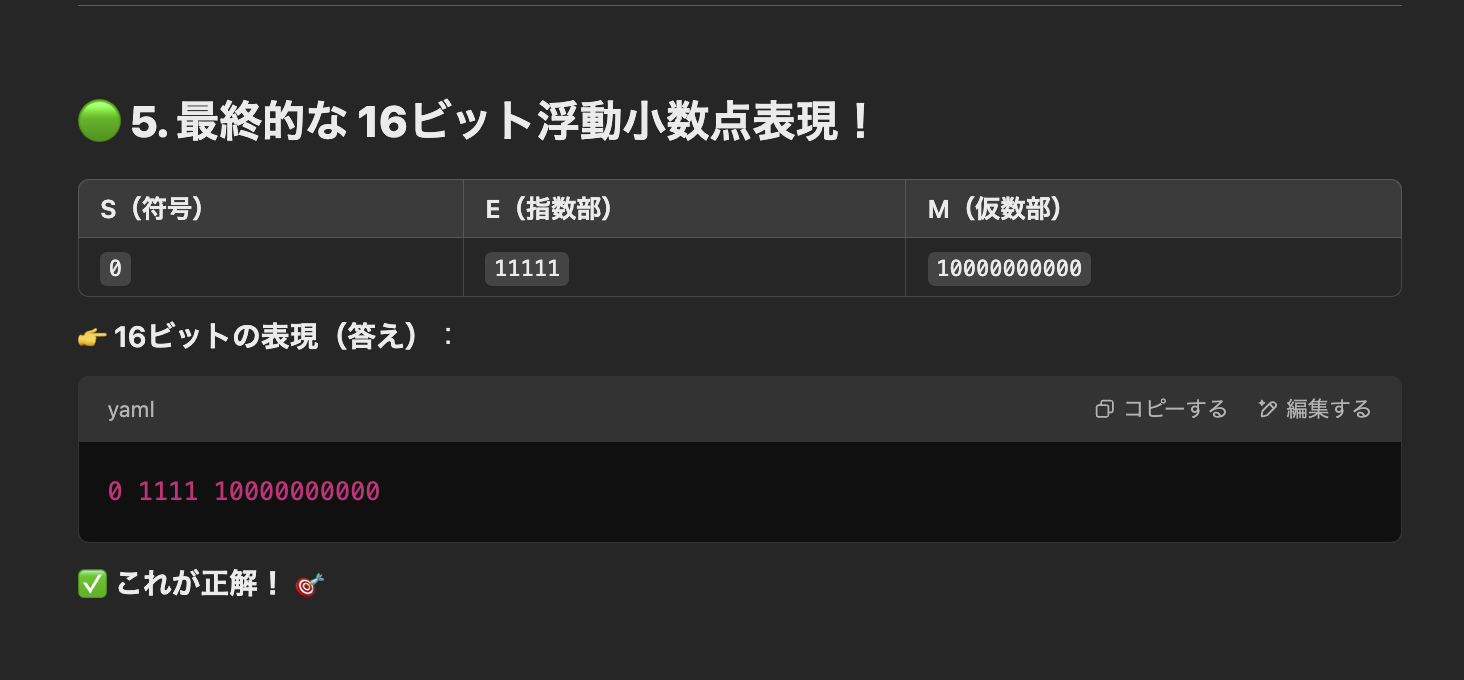 🟢 5. 最終的な 16ビット浮動小数点表現！
S（符号） E（指数部） M（仮数部）
0 11111 10000000000
👉 16ビットの表現（答え）：
yaml コピーする 編集する
0 1111 10000000000
✅ これが正解！ 🎯